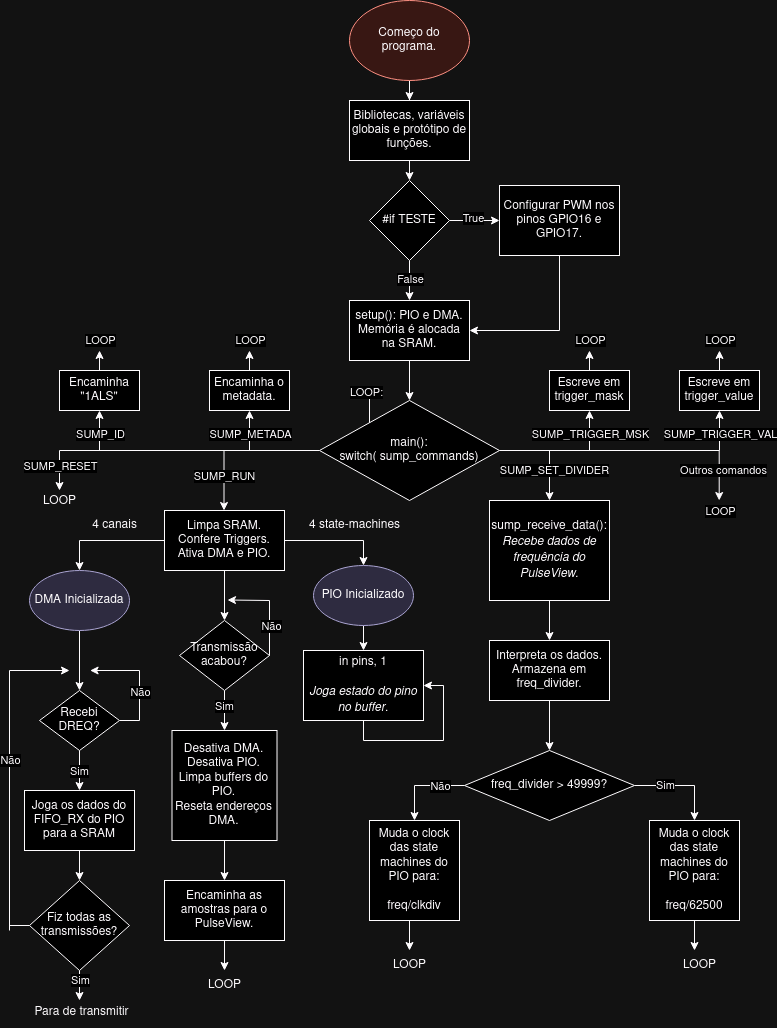 Começo do
programa.
Bibliotecas, variáveis
globais e protótipo de
funções.
#if TESTE
True
Configurar PWM nos
pinos GPIO16 e
GPIO17.
False
setup(): PIO e DMA.
Memória é alocada
na SRAM.
LOOP
LOOP
LOOP
LOOP
Encaminha
"1ALS"
Encaminha o
metadata.
Escreve em
trigger_mask
Escreve em
trigger_value
LOOP:
SUMP_ID
SUMP_METADA
main():
switch( sump_commands)
SUMP_TRIGGER_MSK
SUMP_TRIGGER_VAL
SUMP_RESET
SUMP_RUN
SUMP_SET_DIVIDER
Outros comandos
LOOP
LOOP
4 canais
Limpa SRAM.
Confere Triggers.
Ativa DMA e PIO.
4 state-machines
sump_receive_data():
Recebe dados de
frequência do
PulseView.
DMA Inicializada
PIO Inicializado
Não
Transmissão
acabou?
in pins, 1
Joga estado do pino
no buffer.
Interpreta os dados.
Armazena em
freq_divider.
Não
Recebi
DREQ?
Sim
Não
Sim
Desativa DMA.
Desativa PIO.
Limpa buffers do
PIO.
Reseta endereços
DMA.
freq_divider > 49999?
Não
Sim
Joga os dados do
FIFO_RX do PIO
para a SRAM
Muda o clock
das state
machines do
PIO para:
freq/clkdiv
Muda o clock
das state
machines do
PIO para:
freq/62500
Fiz todas as
transmissões?
Encaminha as
amostras para o
PulseView.
Sim
LOOP
LOOP
LOOP
Para de transmitir